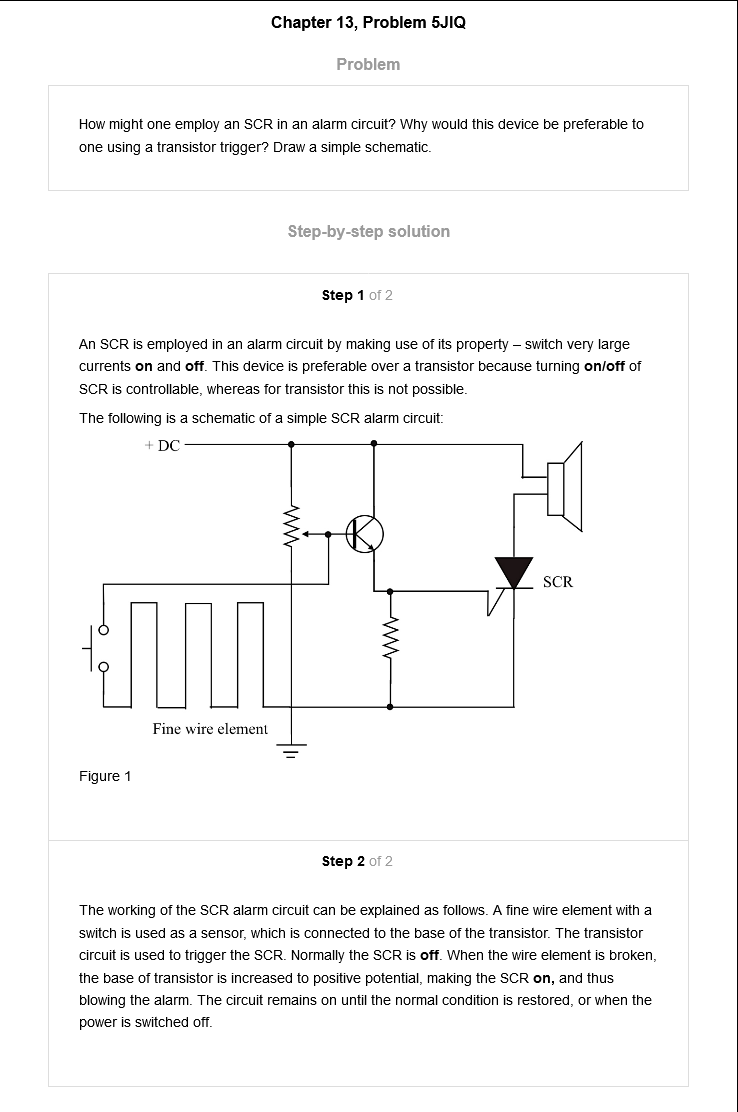 Chapter 13, Problem 5JIQ
Problem
How might one employ an SCR in an alarm circuit? Why would this device be preferable to
one using a transistor trigger? Draw a simple schematic.
Step-by-step solution
Step 1 of 2
An SCR is employed in an alarm circuit by making use of its property – switch very large
currents on and off. This device is preferable over a transistor because turning on/off of
SCR is controllable, whereas for transistor this is not possible.
The following is a schematic of a simple SCR alarm circuit:
+ DC
SCR
Fine wire element
Figure 1
Step 2 of 2
The working of the SCR alarm circuit can be explained as follows. A fine wire element with a
switch is used as a sensor, which is connected to the base of the transistor. The transistor
circuit is used to trigger the SCR. Normally the SCR is off. When the wire element is broken,
the base of transistor is increased to positive potential, making the SCR on, and thus
blowing the alarm. The circuit remains on until the normal condition is restored, or when the
power is switched off.